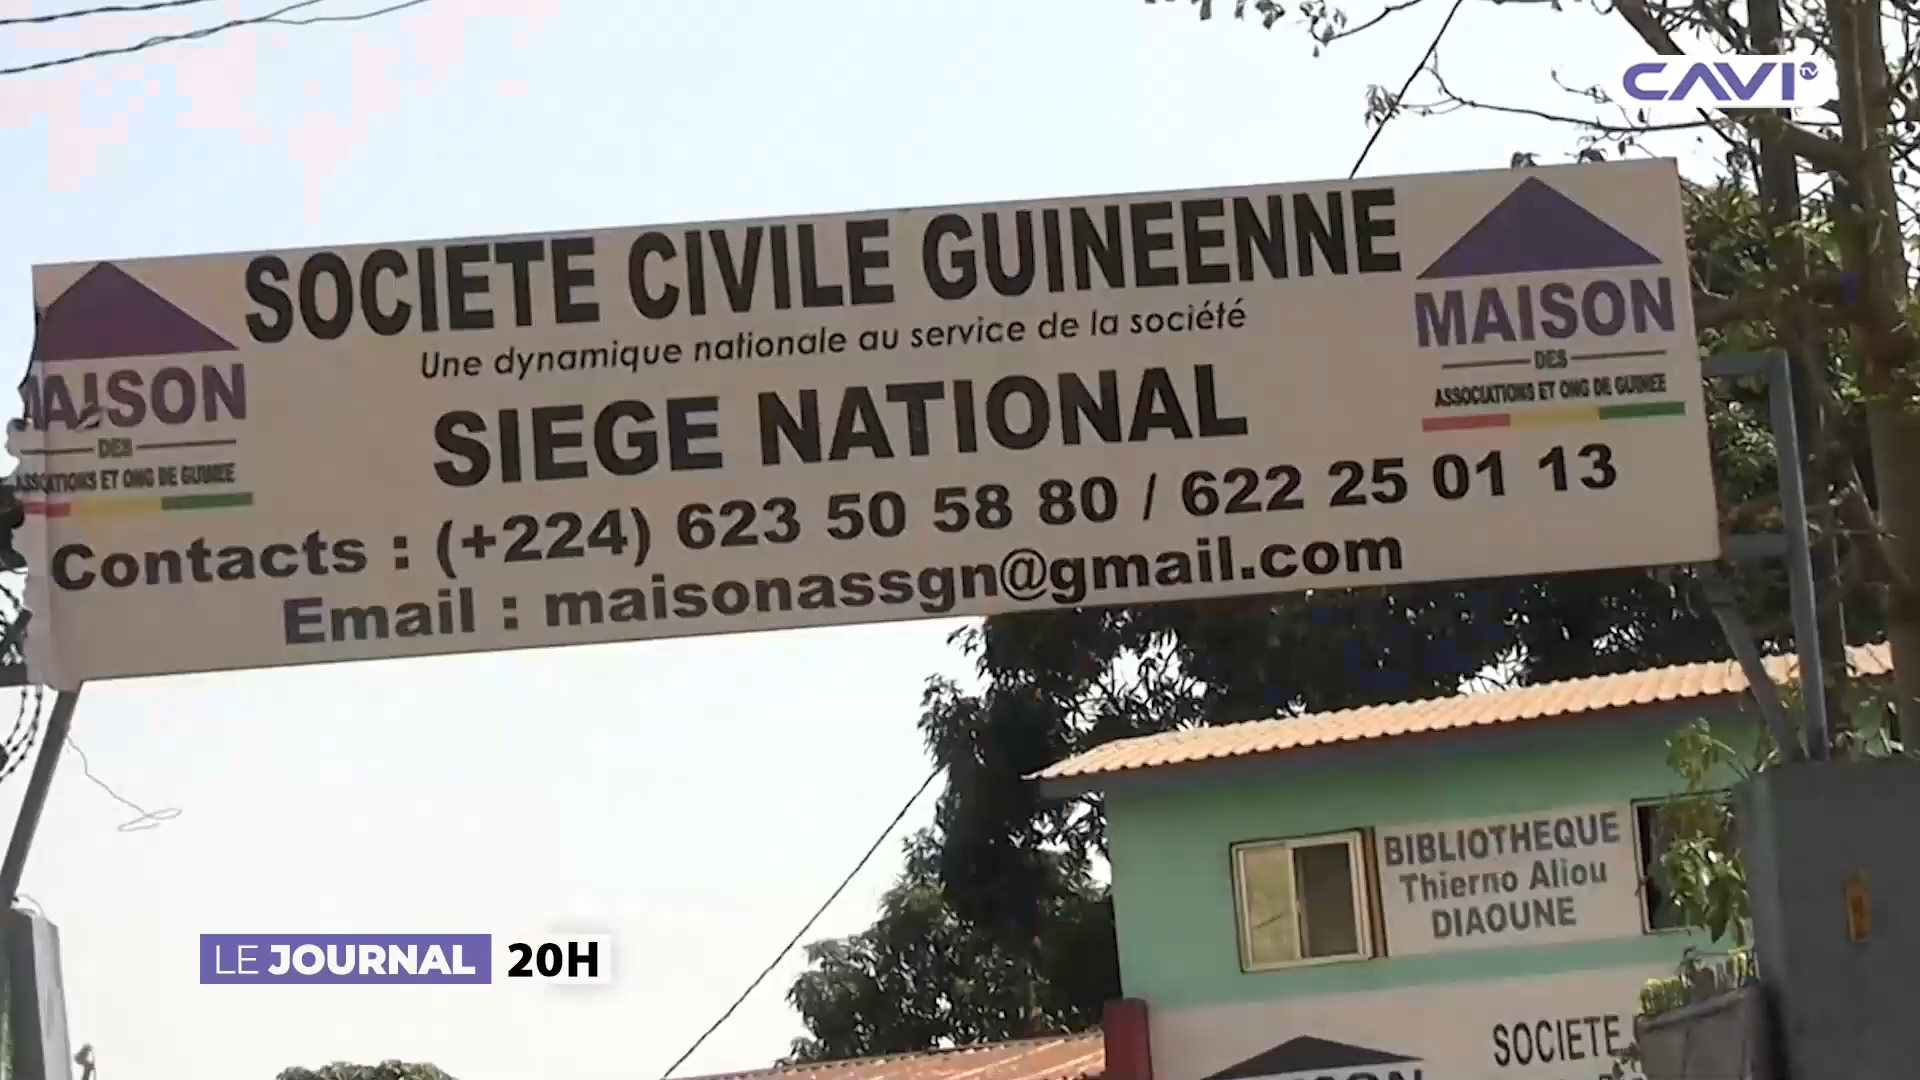 CAVI TV
SOCIETE CIVILE GUINEENNE
Une dynamique nationale au service de la société
SIEGE NATIONAL
Contacts : (+224) 623 50 58 80 / 622 25 01 13
Email : maisonassgn@gmail.com
MAISON
DES
ASSOCIATIONS ET ONG DE GUINEE
MAISON
DES
ASSOCIATIONS ET ONG DE GUINEE
BIBLIOTHEQUE
Thierno Aliou
DIAOUNE
SOCIETE
LE JOURNAL 20H